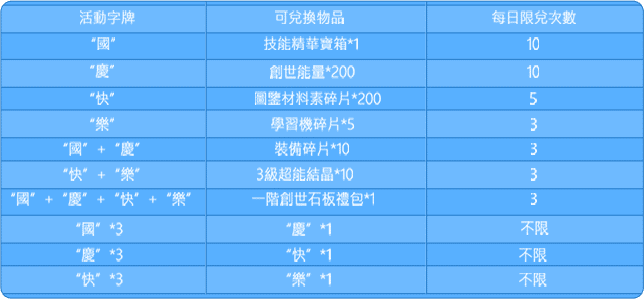 活動字牌 可兌換物品 每日限兌次數
“國” 技能精華寶箱*1 10
“慶” 創世能量*200 10
“快” 圖鑒材料素碎片*200 5
“樂” 學習機碎片*5 3
“國” + “慶” 裝備碎片*10 3
“快” + “樂” 3級超能結晶*10 3
“國” + “慶” + “快” + “樂” 一階創世石板禮包*1 3
“國”*3 “慶”*1 不限
“慶”*3 “快”*1 不限
“快”*3 “樂”*1 不限